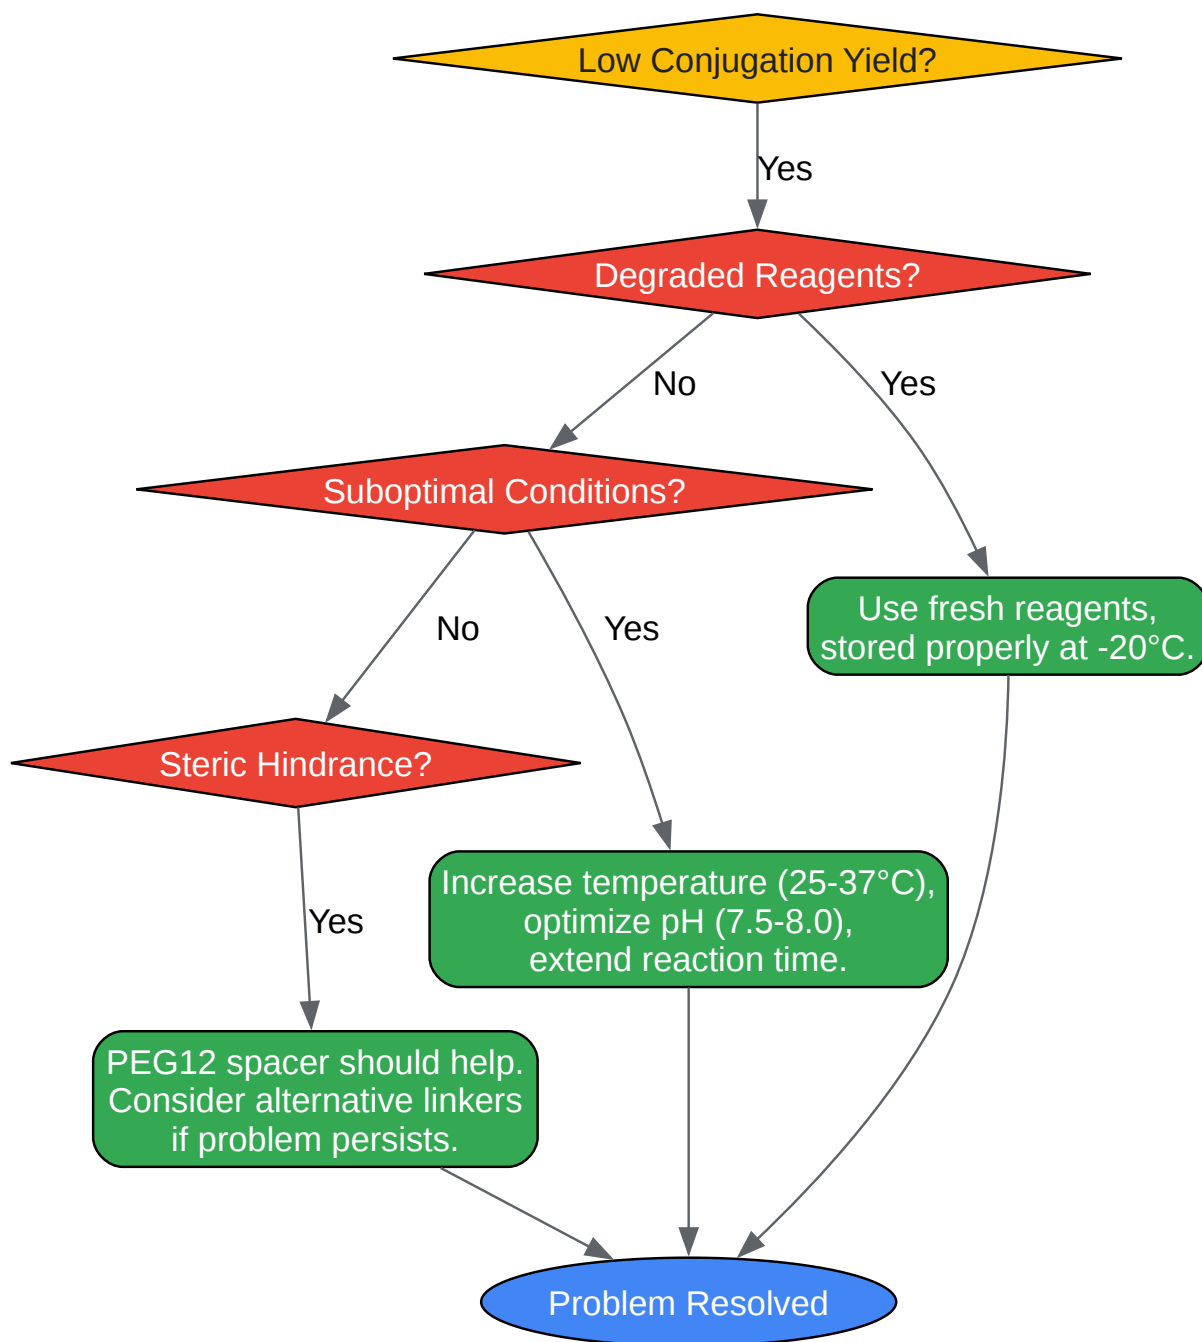 Low Conjugation Yield?
Yes
Degraded Reagents?
No
Yes
Suboptimal Conditions?
Use fresh reagents,
stored properly at -20°C.
No
Yes
Steric Hindrance?
Increase temperature (25-37°C),
optimize pH (7.5-8.0),
extend reaction time.
Yes
PEG12 spacer should help.
Consider alternative linkers
if problem persists.
Problem Resolved